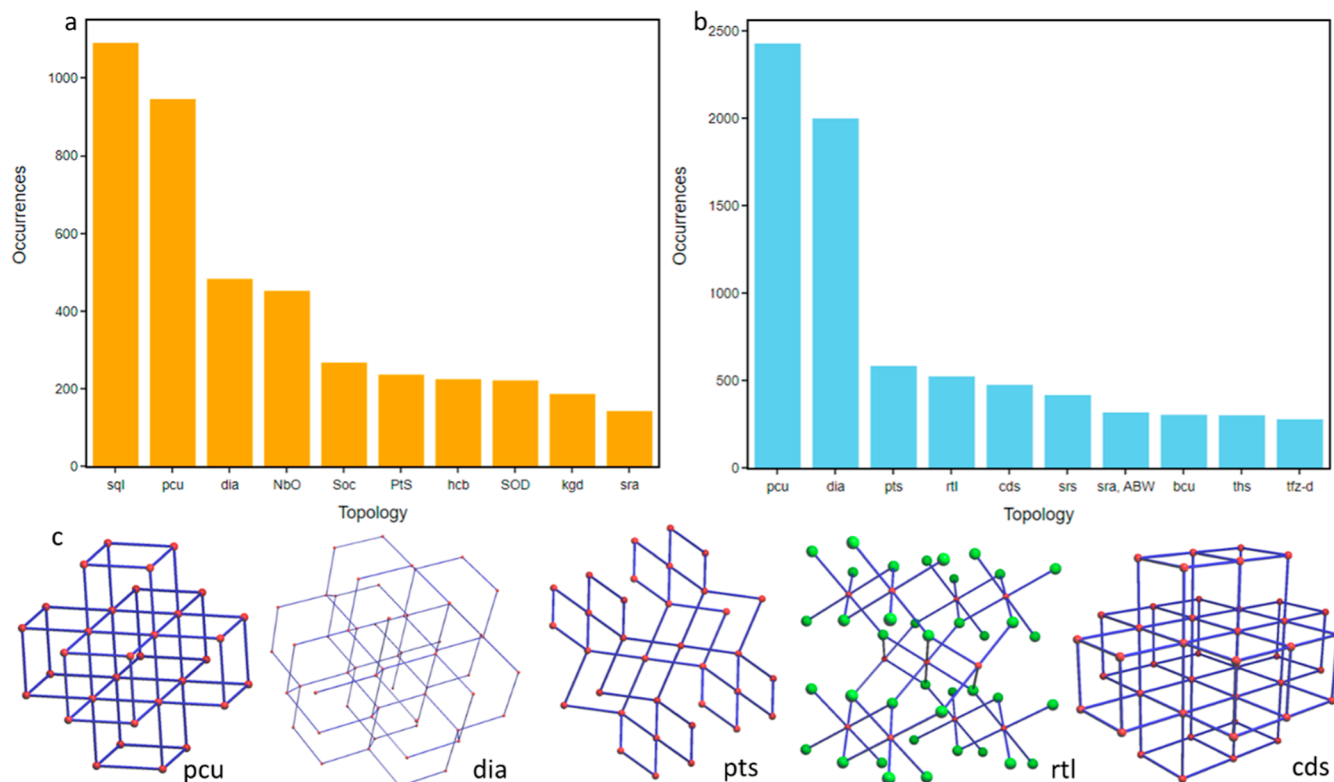 a
Occurrences
1000
800
600
400
200
0
sql pcu dia NbO Soc PtS hcb SOD kgd sra
Topology
b
Occurrences
2500
2000
1500
1000
500
0
pcu dia pts rtl cds srs sra, ABW bcu ths tfz-d
Topology
c
pcu dia pts rtl cds